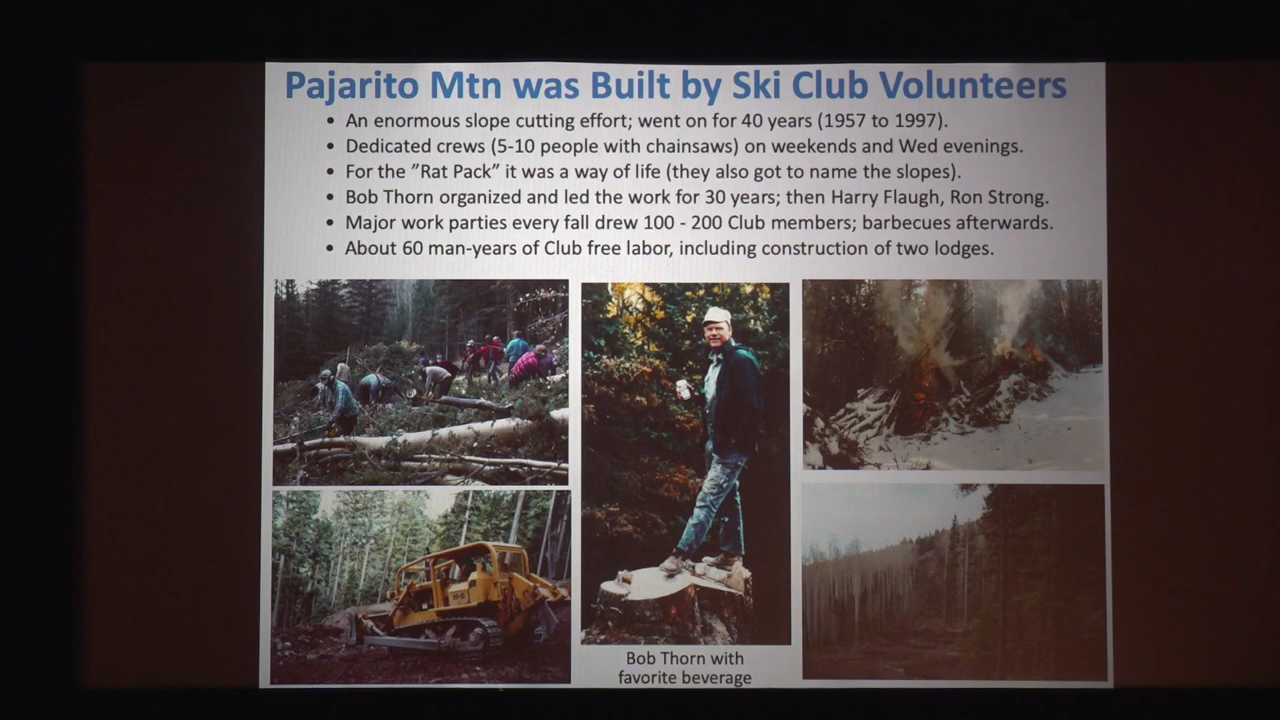 Pajarito Mtn was Built by Ski Club Volunteers
• An enormous slope cutting effort; went on for 40 years (1957 to 1997).
• Dedicated crews (5-10 people with chainsaws) on weekends and Wed evenings.
• For the ”Rat Pack” it was a way of life (they also got to name the slopes).
• Bob Thorn organized and led the work for 30 years; then Harry Flaugh, Ron Strong.
• Major work parties every fall drew 100 - 200 Club members; barbecues afterwards.
• About 60 man-years of Club free labor, including construction of two lodges.
Bob Thorn with
favorite beverage